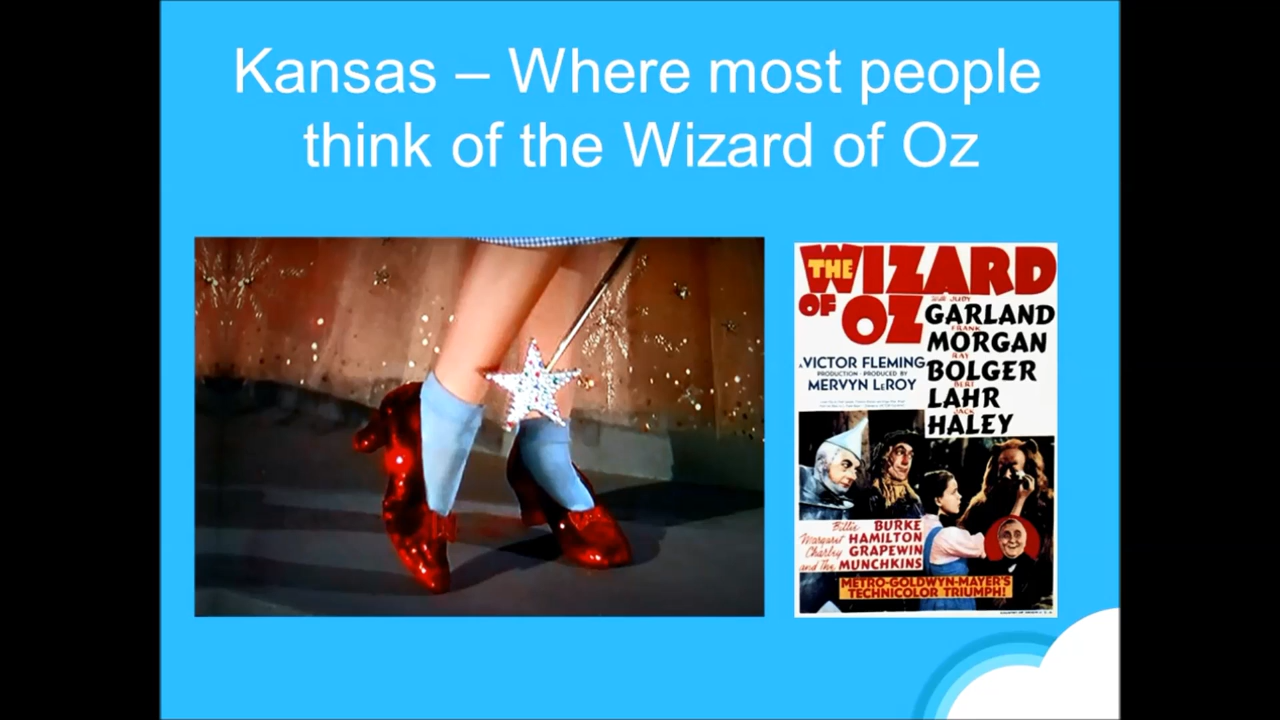 Kansas – Where most people
think of the Wizard of Oz
THE WIZARD
OF OZ
JUDY
GARLAND
FRANK
MORGAN
RAY
BOLGER
BERT
LAHR
JACK
HALEY
A VICTOR FLEMING
PRODUCTION · PRODUCED BY
MERVYN LeROY
Billie BURKE
Margaret HAMILTON
Charley GRAPEWIN
and The MUNCHKINS
METRO-GOLDWYN-MAYER'S
TECHNICOLOR TRIUMPH!